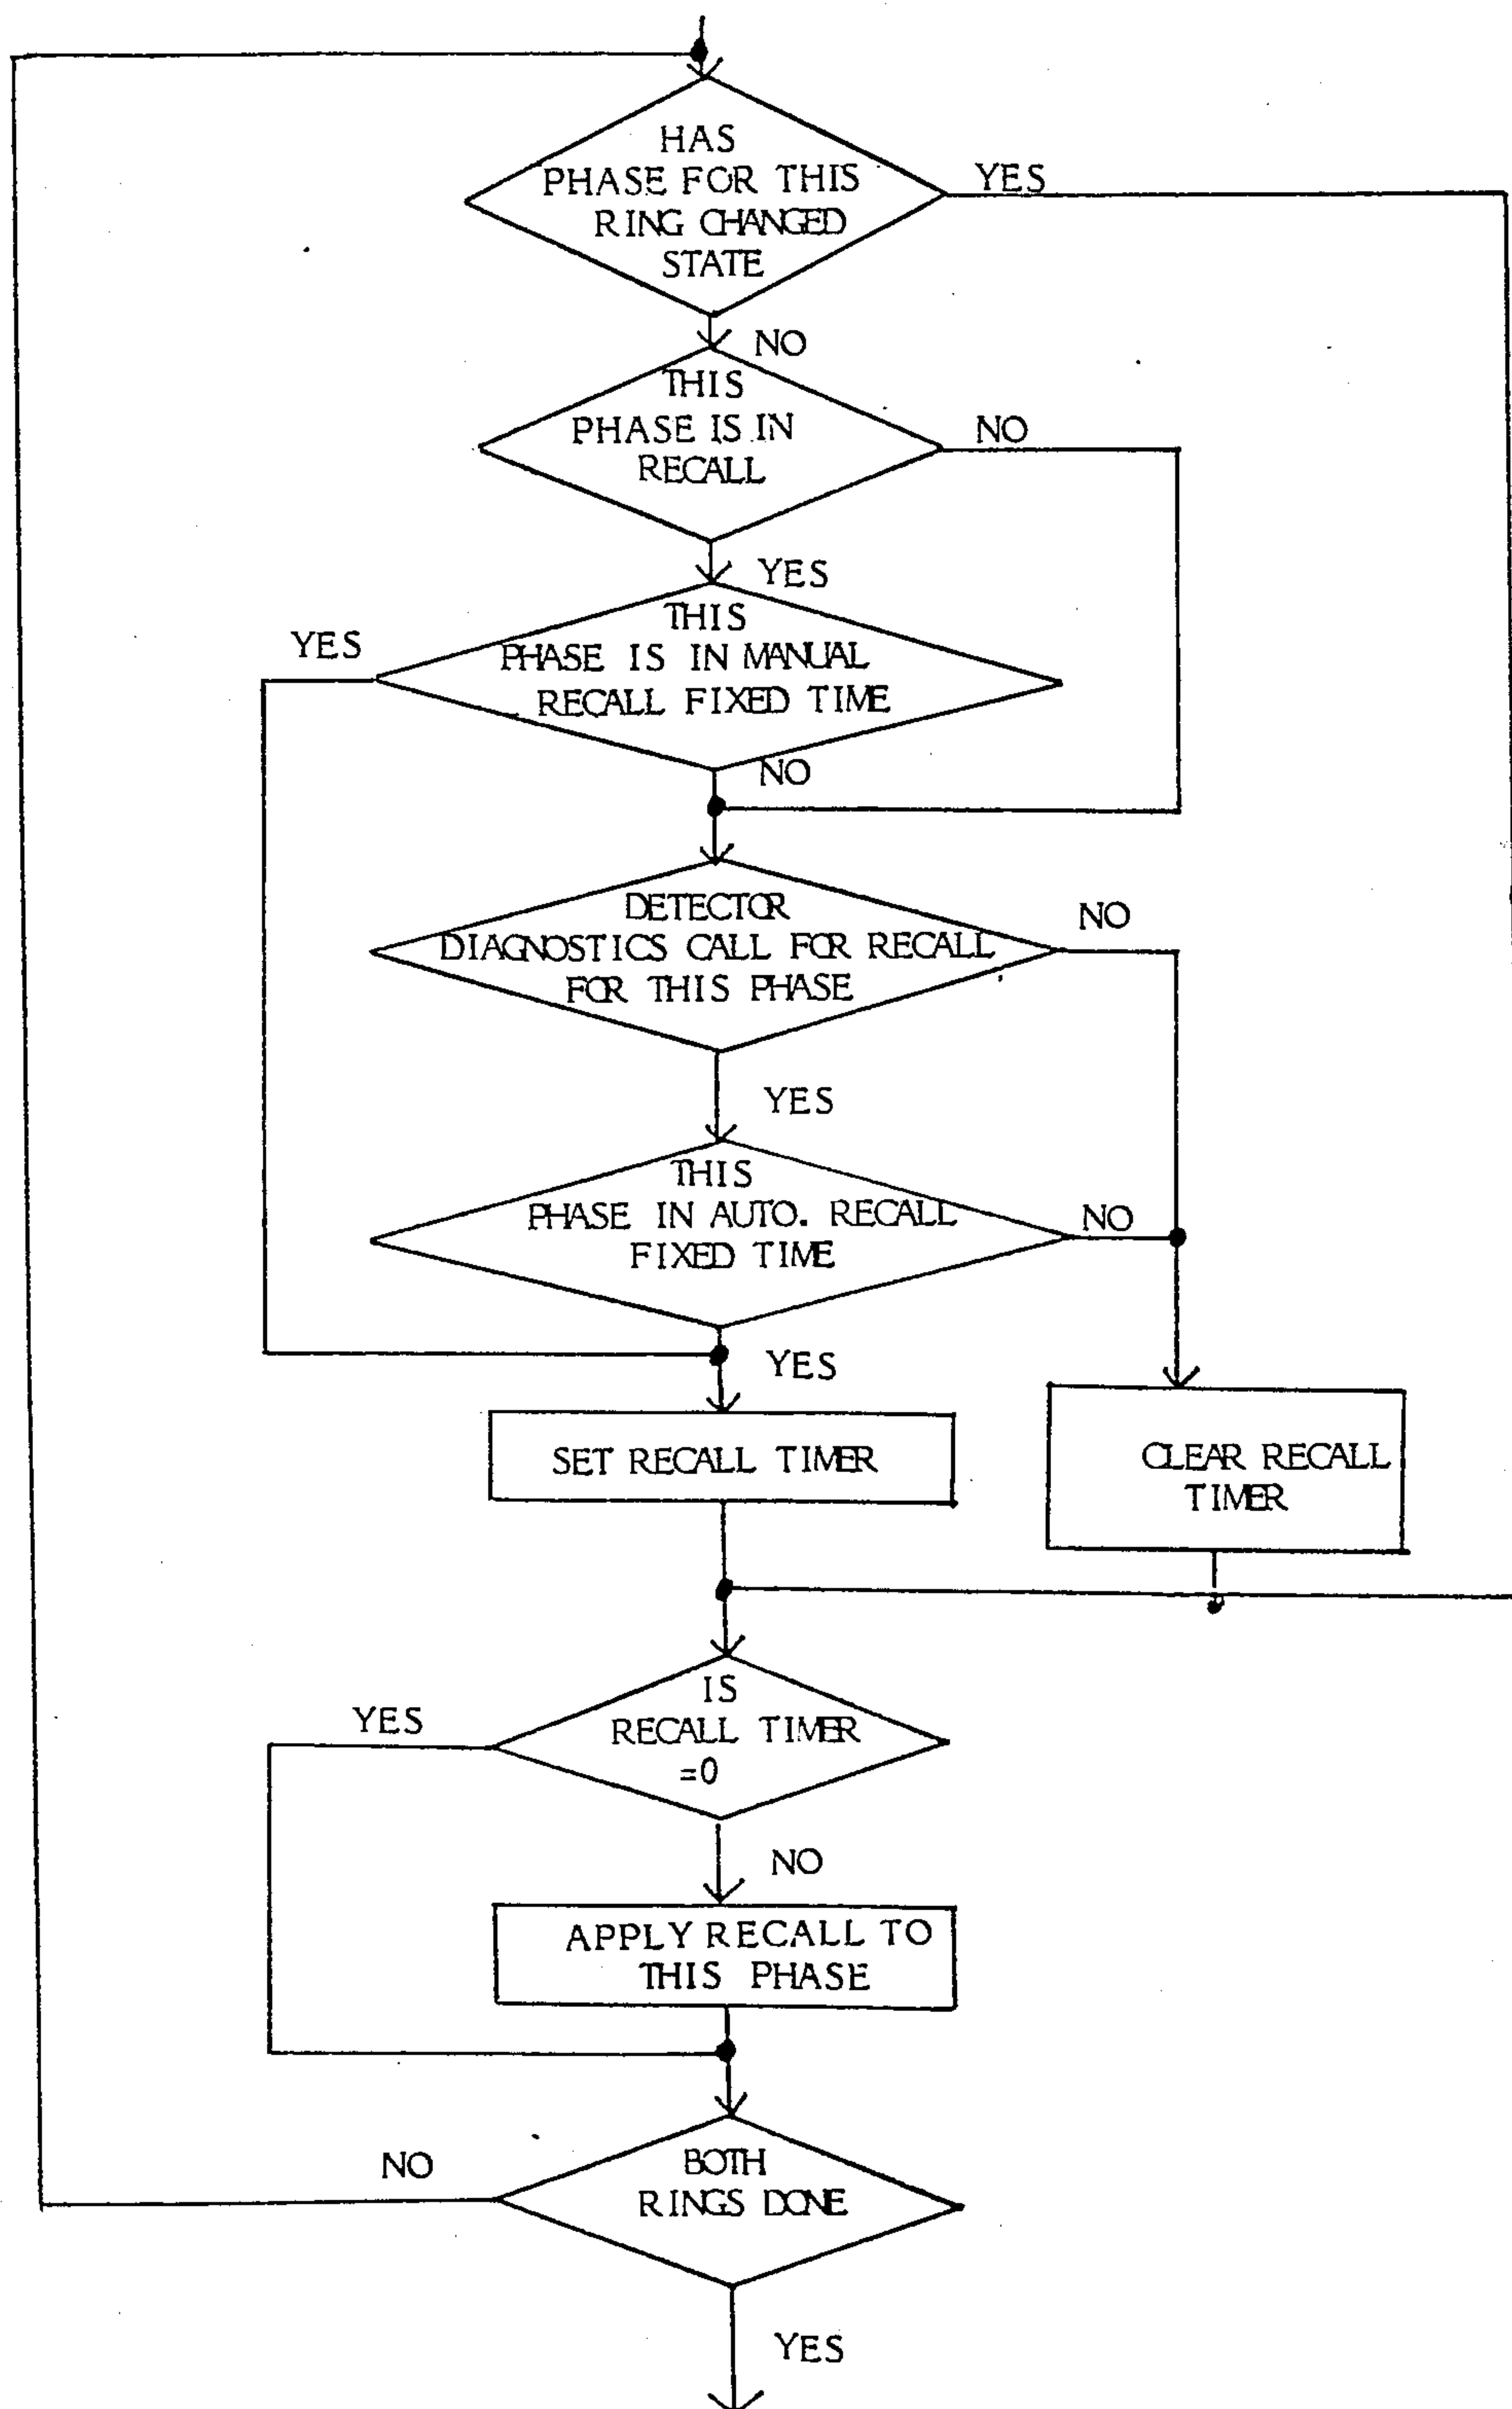 HAS
PHASE FOR THIS
RING CHANGED
STATE
YES
NO
THIS
PHASE IS IN
RECALL
NO
YES
THIS
PHASE IS IN MANUAL
RECALL FIXED TIME
YES
NO
DETECTOR
DIAGNOSTICS CALL FOR RECALL
FOR THIS PHASE
NO
YES
THIS
PHASE IN AUTO. RECALL
FIXED TIME
NO
YES
SET RECALL TIMER
CLEAR RECALL
TIMER
IS
RECALL TIMER
=0
YES
NO
APPLY RECALL TO
THIS PHASE
BOTH
RINGS DONE
NO
YES